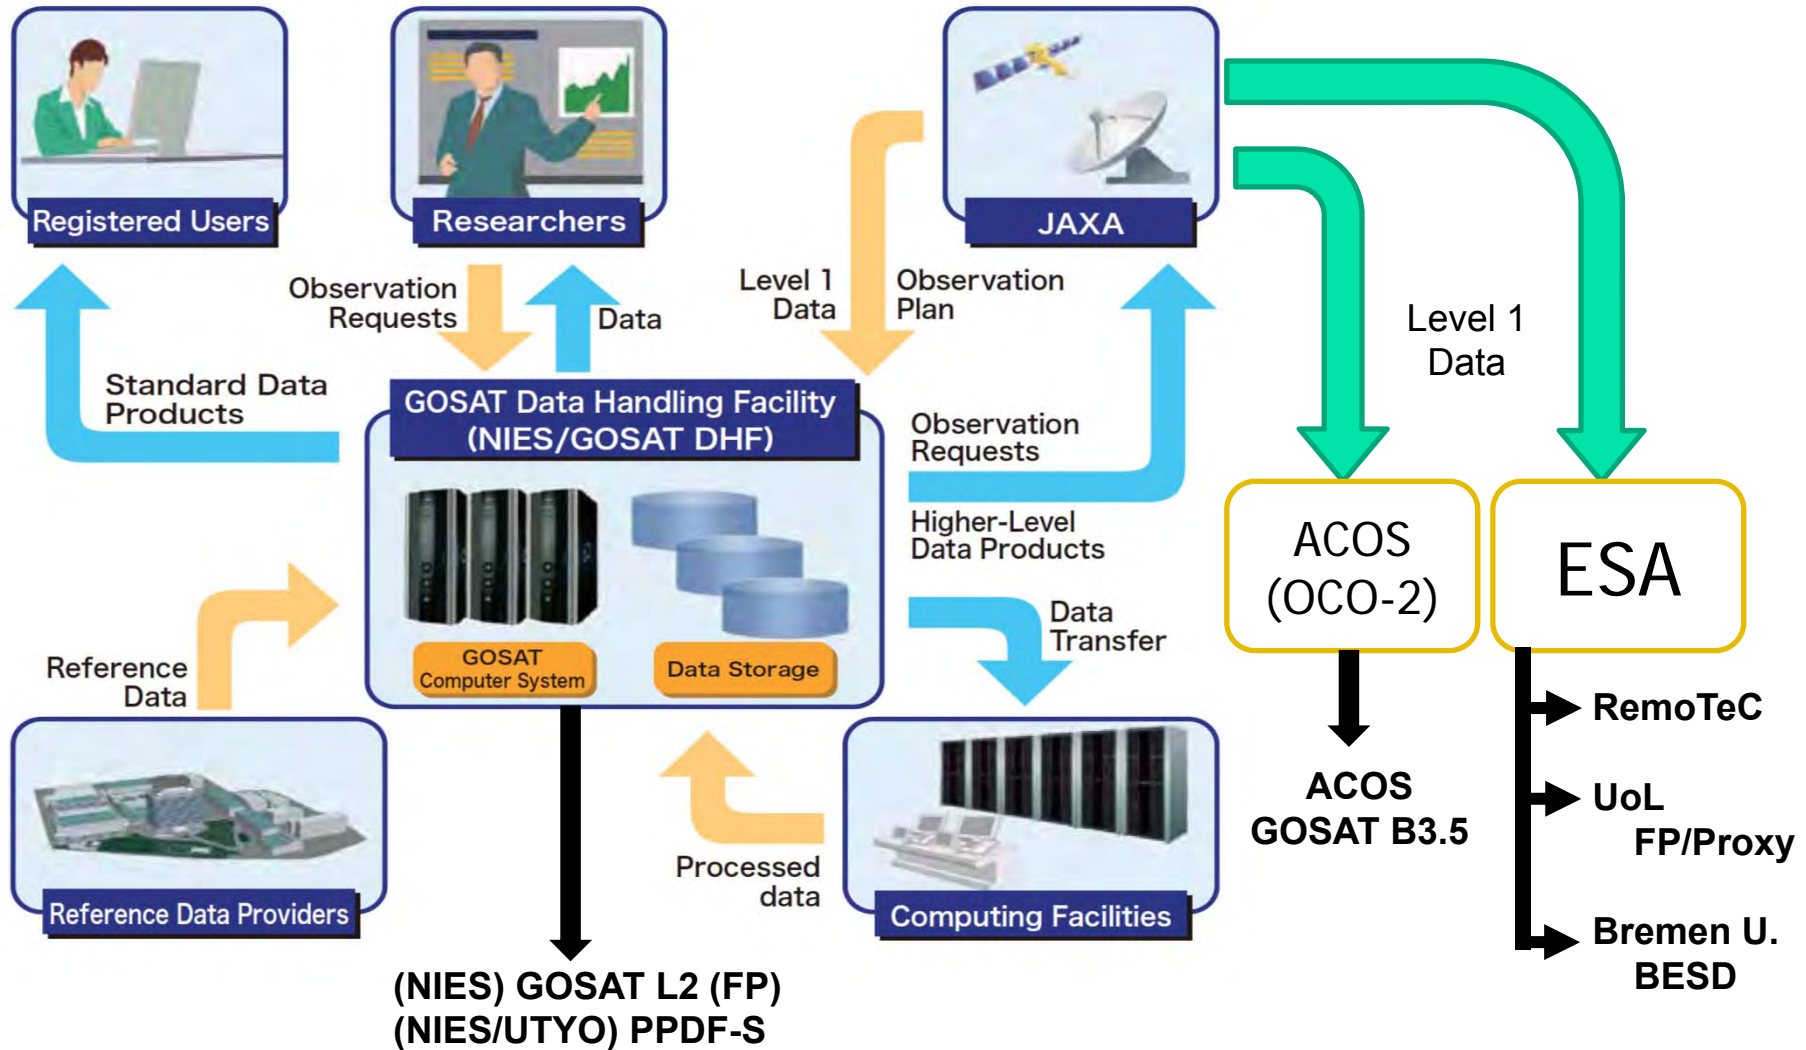 Registered Users
Researchers
JAXA
Observation
Requests
Data
Level 1
Data
Observation
Plan
Level 1
Data
Standard Data
Products
GOSAT Data Handling Facility
(NIES/GOSAT DHF)
Observation
Requests
Higher-Level
Data Products
ACOS
(OCO-2)
ESA
GOSAT
Computer System
Data Storage
Data
Transfer
Reference
Data
RemoTeC
ACOS
GOSAT B3.5
UoL
FP/Proxy
Processed
data
Reference Data Providers
Computing Facilities
Bremen U.
BESD
(NIES) GOSAT L2 (FP)
(NIES/UTYO) PPDF-S